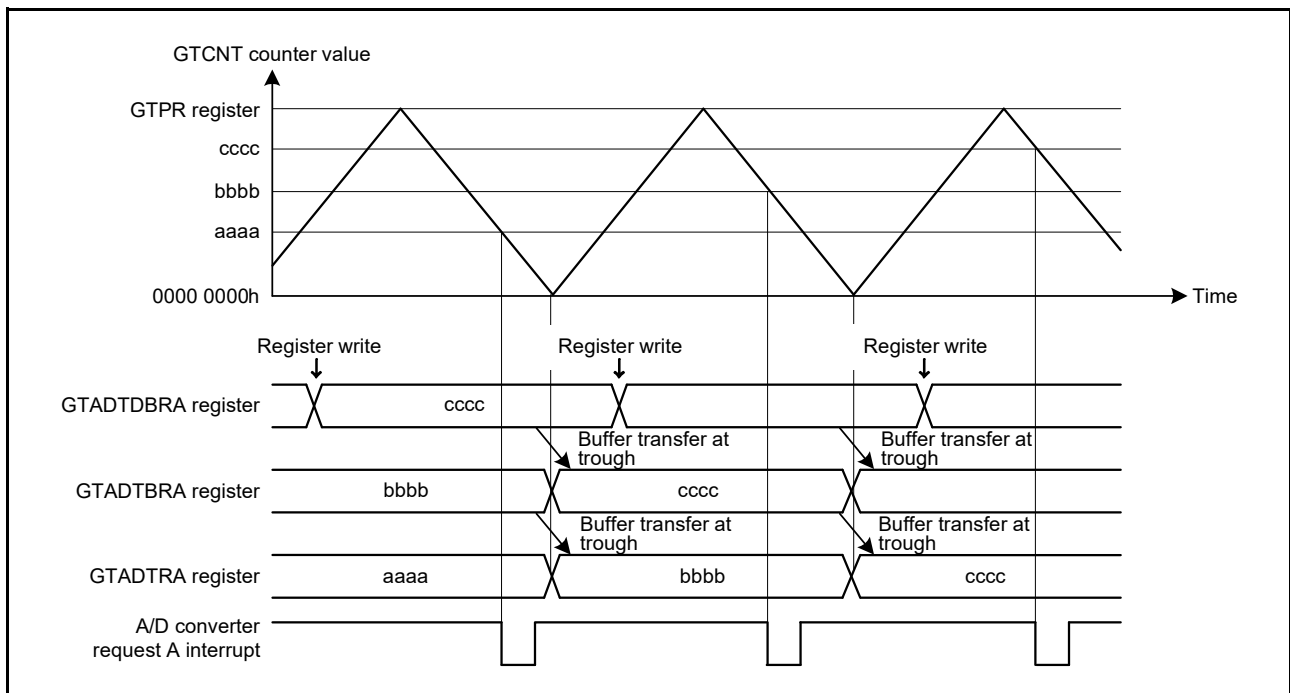 GTCNT counter value
GTPR register
cccc
bbbb
aaaa
0000 0000h
Time
Register write
Register write
Register write
GTADTDBRA register
cccc
Buffer transfer at
trough
Buffer transfer at
trough
GTADTBRA register
bbbb
cccc
Buffer transfer at
trough
Buffer transfer at
trough
GTADTRA register
aaaa
bbbb
cccc
A/D converter
request A interrupt